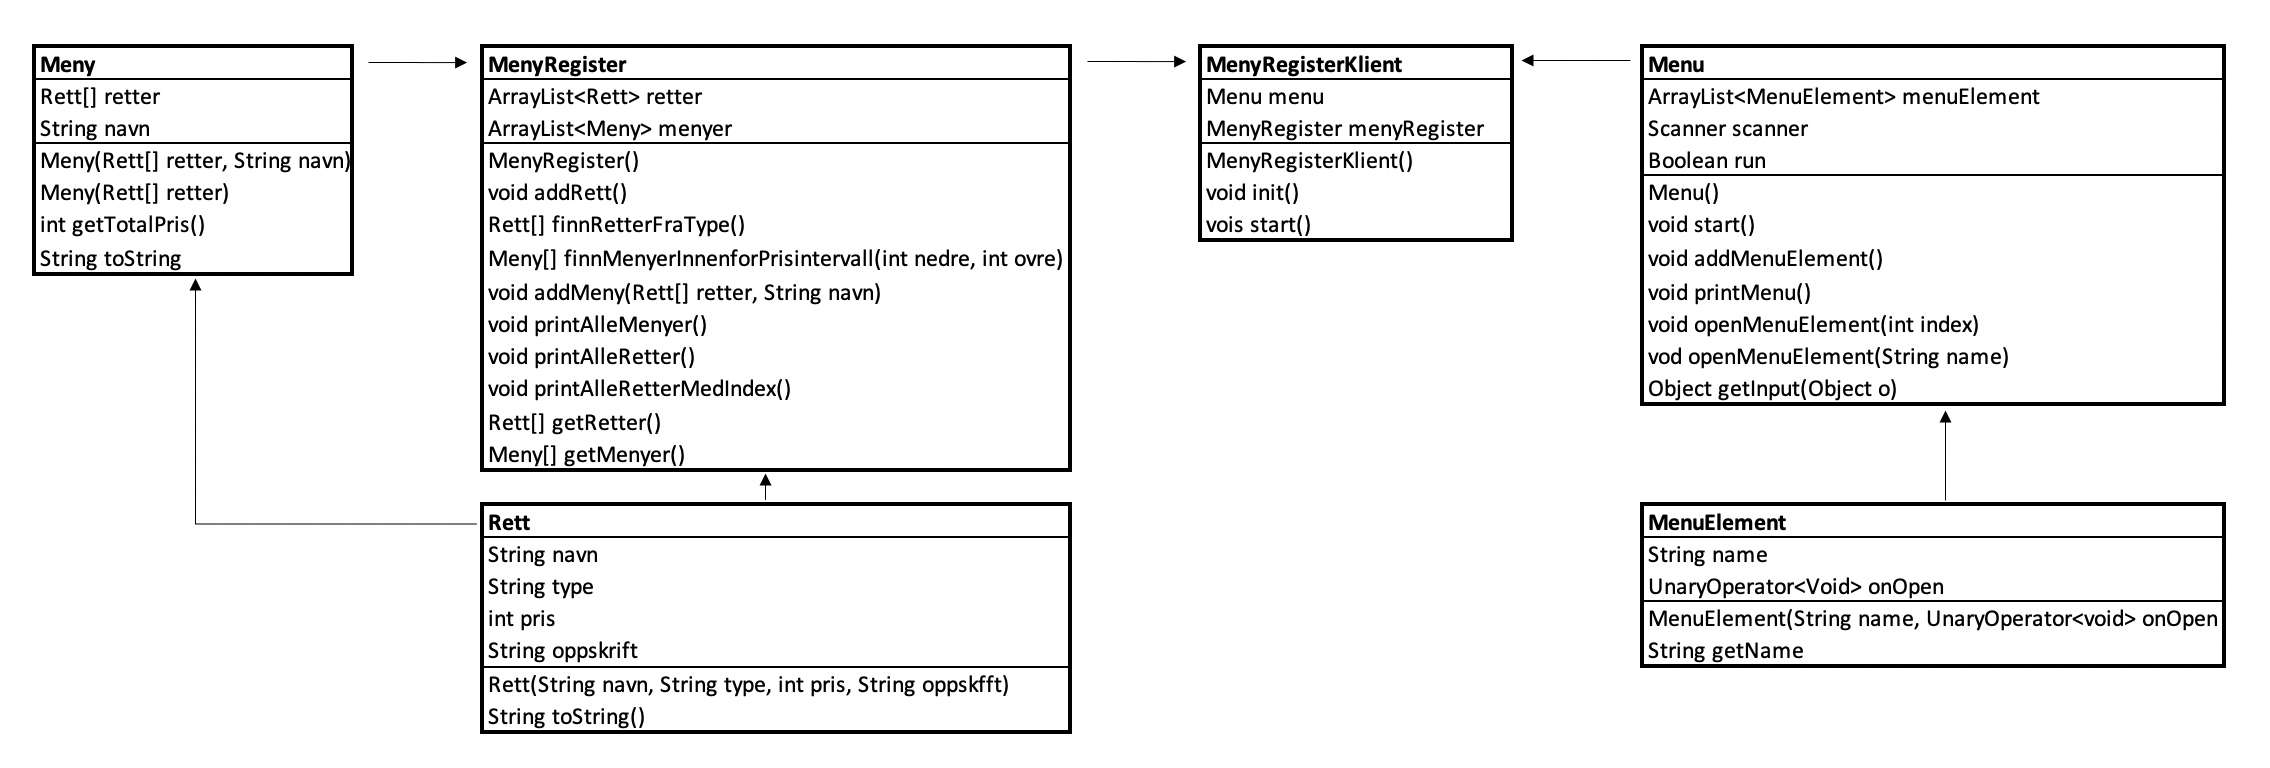 Meny
Rett[] retter
String navn
Meny(Rett[] retter, String navn)
Meny(Rett[] retter)
int getTotalPris()
String toString
MenyRegister
ArrayList<Rett> retter
ArrayList<Meny> menyer
MenyRegister()
void addRett()
Rett[] finnRetterFraType()
Meny[] finnMenyerInnenforPrisintervall(int nedre, int ovre)
void addMeny(Rett[] retter, String navn)
void printAlleMenyer()
void printAlleRetter()
void printAlleRetterMedIndex()
Rett[] getRetter()
Meny[] getMenyer()
Rett
String navn
String type
int pris
String oppskrift
Rett(String navn, String type, int pris, String oppskfft)
String toString()
MenyRegisterKlient
Menu menu
MenyRegister menyRegister
MenyRegisterKlient()
void init()
vois start()
Menu
ArrayList<MenuElement> menuElement
Scanner scanner
Boolean run
Menu()
void start()
void addMenuElement()
void printMenu()
void openMenuElement(int index)
vod openMenuElement(String name)
Object getInput(Object o)
MenuElement
String name
UnaryOperator<Void> onOpen
MenuElement(String name, UnaryOperator<void> onOpen
String getName